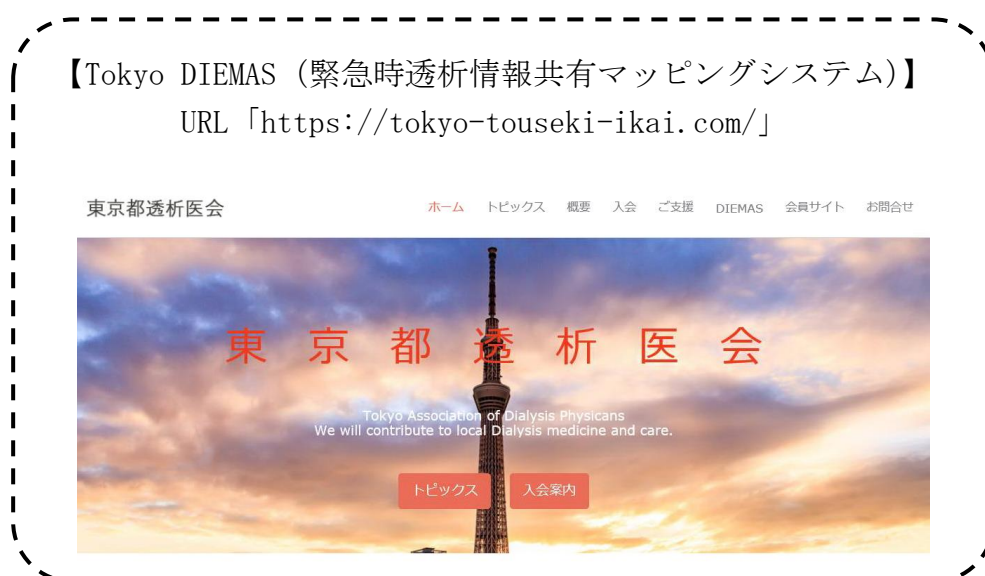 【Tokyo DIEMAS (緊急時透析情報共有マッピングシステム)】
URL「https://tokyo-touseki-ikai.com/」
東京都透析医会
ホーム トピックス 概要 入会 ご支援 DIEMAS 会員サイト お問合せ
東京都透析医会
Tokyo Association of Dialysis Physicans
We will contribute to local Dialysis medicine and care.
トピックス 入会案内